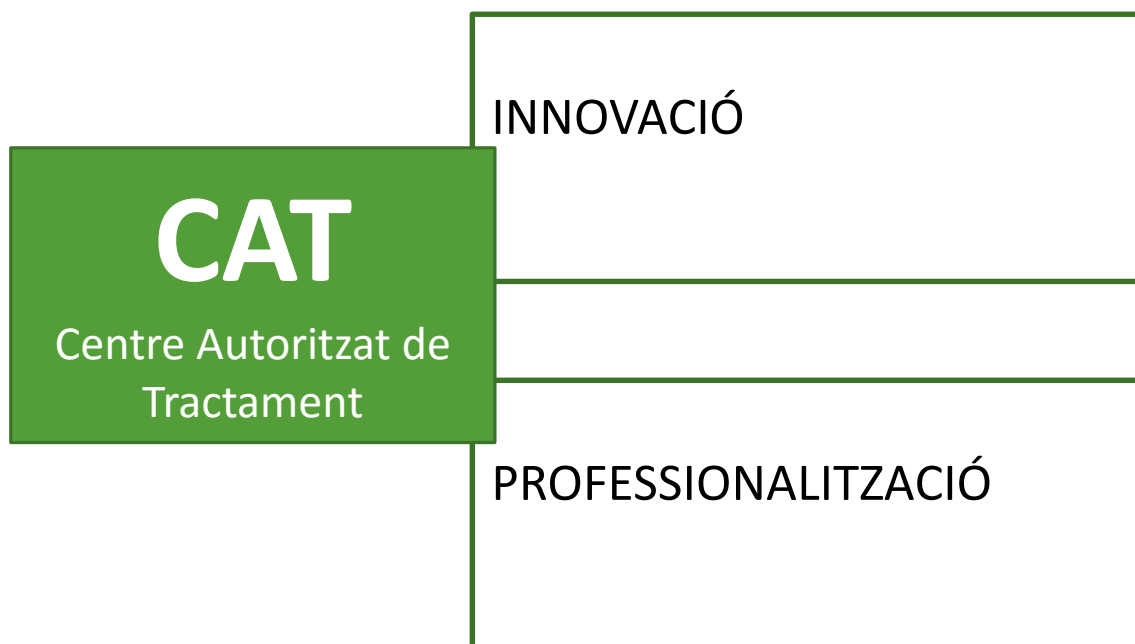 CAT
Centre Autoritzat de
Tractament
INNOVACIÓ
PROFESSIONALITZACIÓ